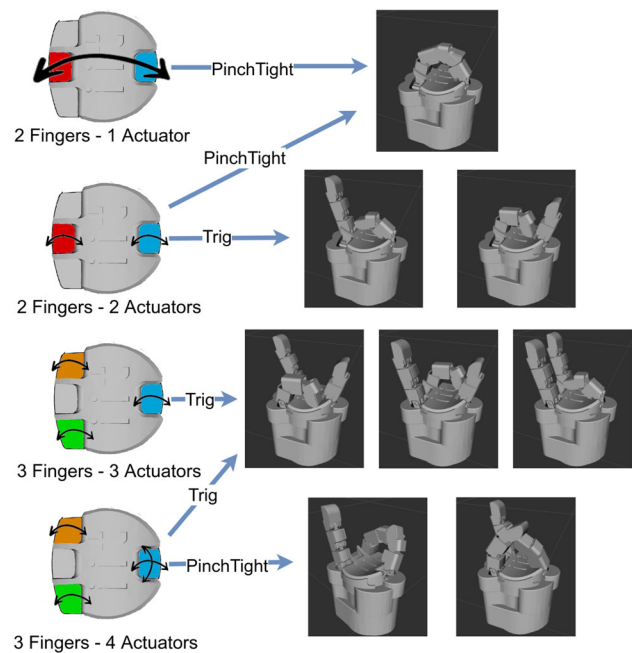 PinchTight
2 Fingers - 1 Actuator
PinchTight
Trig
2 Fingers - 2 Actuators
Trig
3 Fingers - 3 Actuators
Trig
PinchTight
3 Fingers - 4 Actuators